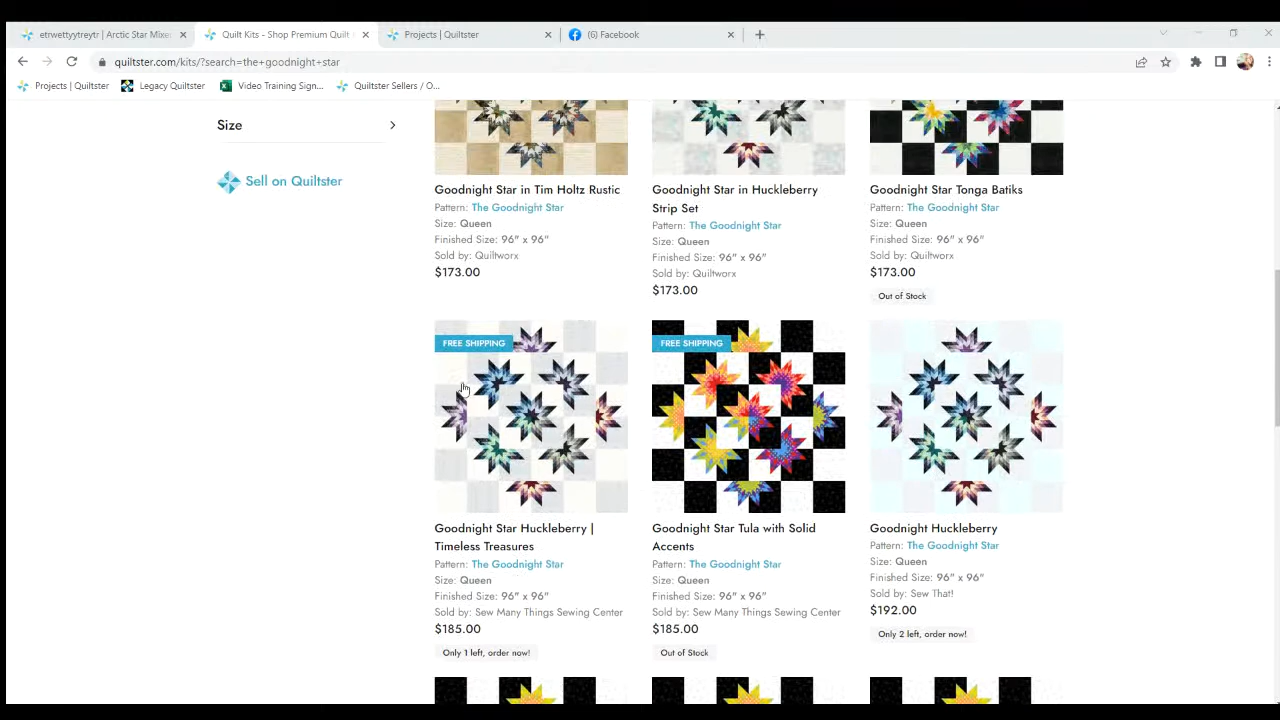 etrwettyytreytr | Arctic Star Mixe
Quilt Kits - Shop Premium Quilt
Projects | Quiltster
(6) Facebook
quiltster.com/kits/?search=the+goodnight+star
Projects | Quiltster
Legacy Quiltster
Video Training Sign...
Quiltster Sellers / O...
Size
Sell on Quiltster
Goodnight Star in Tim Holtz Rustic
Pattern: The Goodnight Star
Size: Queen
Finished Size: 96" x 96"
Sold by: Quiltworx
$173.00
Goodnight Star in Huckleberry
Strip Set
Pattern: The Goodnight Star
Size: Queen
Finished Size: 96" x 96"
Sold by: Quiltworx
$173.00
Goodnight Star Tonga Batiks
Pattern: The Goodnight Star
Size: Queen
Finished Size: 96" x 96"
Sold by: Quiltworx
$173.00
Out of Stock
FREE SHIPPING
Goodnight Star Huckleberry |
Timeless Treasures
Pattern: The Goodnight Star
Size: Queen
Finished Size: 96" x 96"
Sold by: Sew Many Things Sewing Center
$185.00
Only 1 left, order now!
FREE SHIPPING
Goodnight Star Tula with Solid
Accents
Pattern: The Goodnight Star
Size: Queen
Finished Size: 96" x 96"
Sold by: Sew Many Things Sewing Center
$185.00
Out of Stock
Goodnight Huckleberry
Pattern: The Goodnight Star
Size: Queen
Finished Size: 96" x 96"
Sold by: Sew That!
$192.00
Only 2 left, order now!